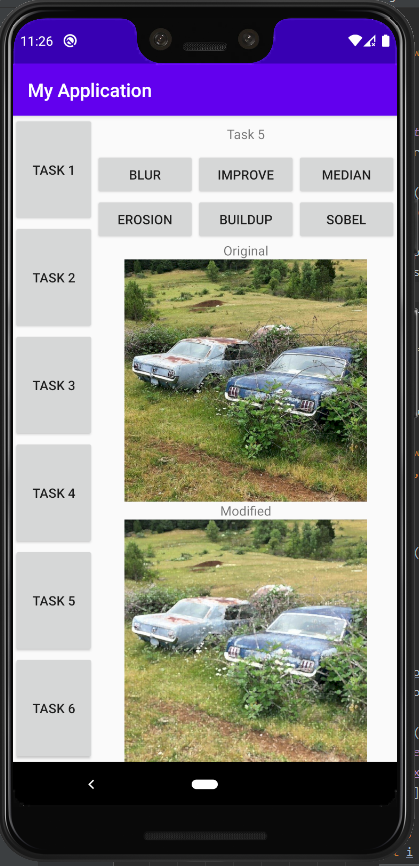 11:26
My Application
TASK 1
TASK 2
TASK 3
TASK 4
TASK 5
TASK 6
Task 5
BLUR IMPROVE MEDIAN
EROSION BUILDUP SOBEL
Original
Modified